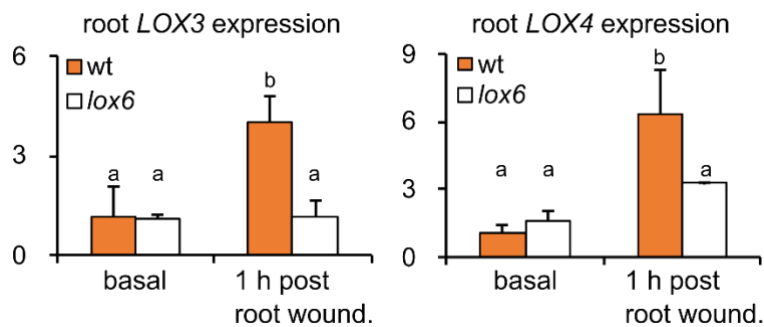 root LOX3 expression
6
wt
lox6
b
3
a a a
0
basal 1 h post
root wound.
root LOX4 expression
9
wt
lox6
b
6
a a a
3
0
basal 1 h post
root wound.